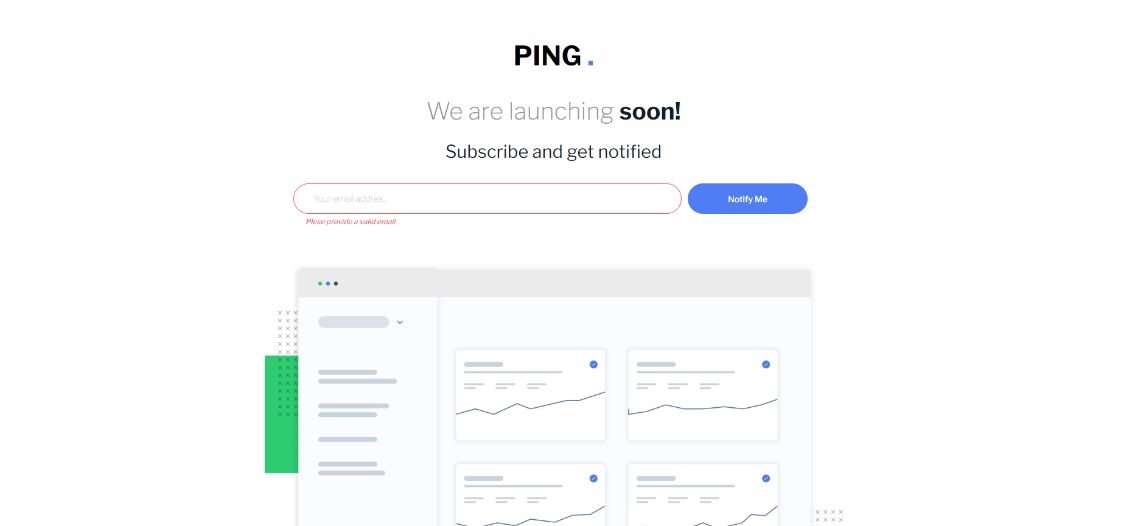 PING .
We are launching soon!
Subscribe and get notified
Your email addres...
Notify Me
Plese provide a valid email